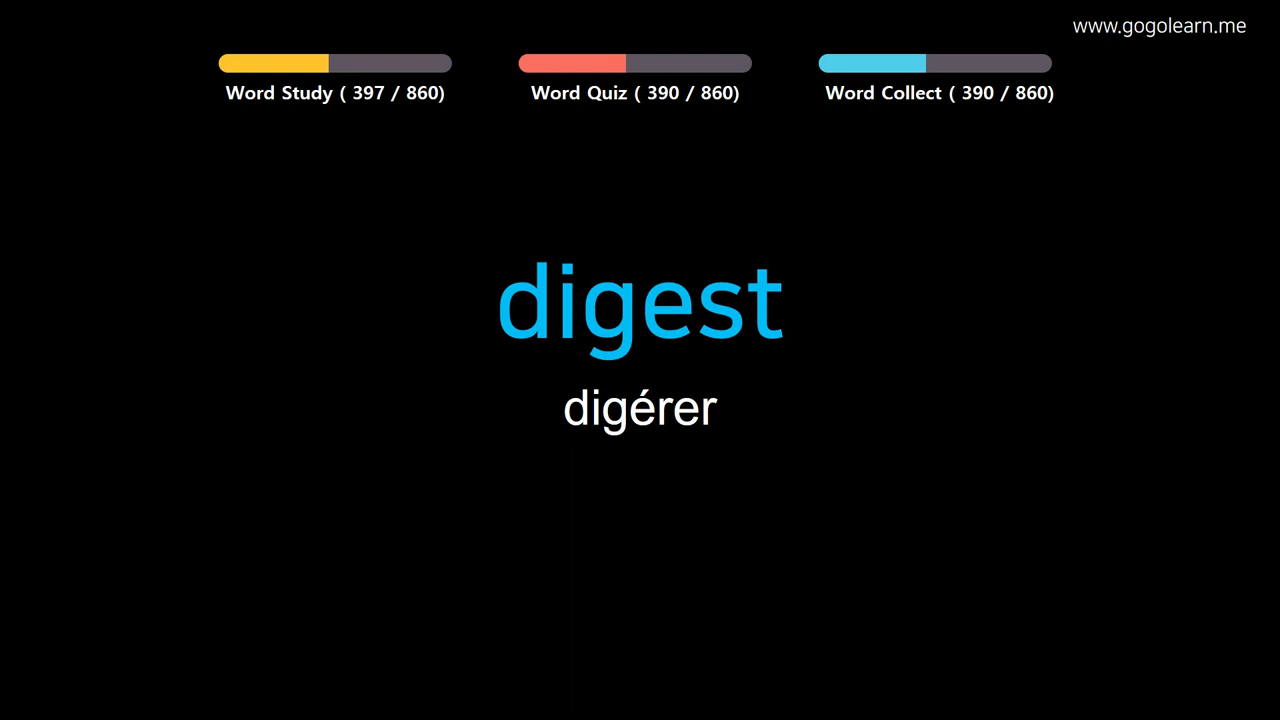 www.gogolearn.me
Word Study ( 397 / 860)
Word Quiz ( 390 / 860)
Word Collect ( 390 / 860)
digest
digérer